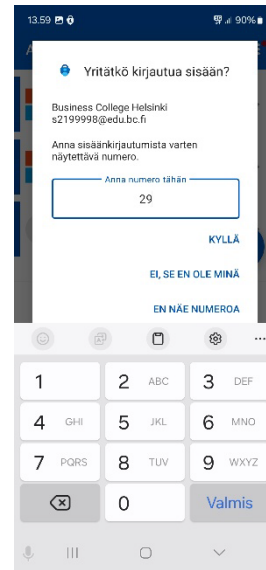 13.59 90%
Yritätkö kirjautua sisään?
Business College Helsinki
s2199998@edu.bc.fi
Anna sisäänkirjautumista varten
näytettävä numero.
Anna numero tähän
29
KYLLÄ
EI, SE EN OLE MINÄ
EN NÄE NUMEROA
1 2 ABC 3 DEF
4 GHI 5 JKL 6 MNO
7 PQRS 8 TUV 9 WXYZ
0 Valmis